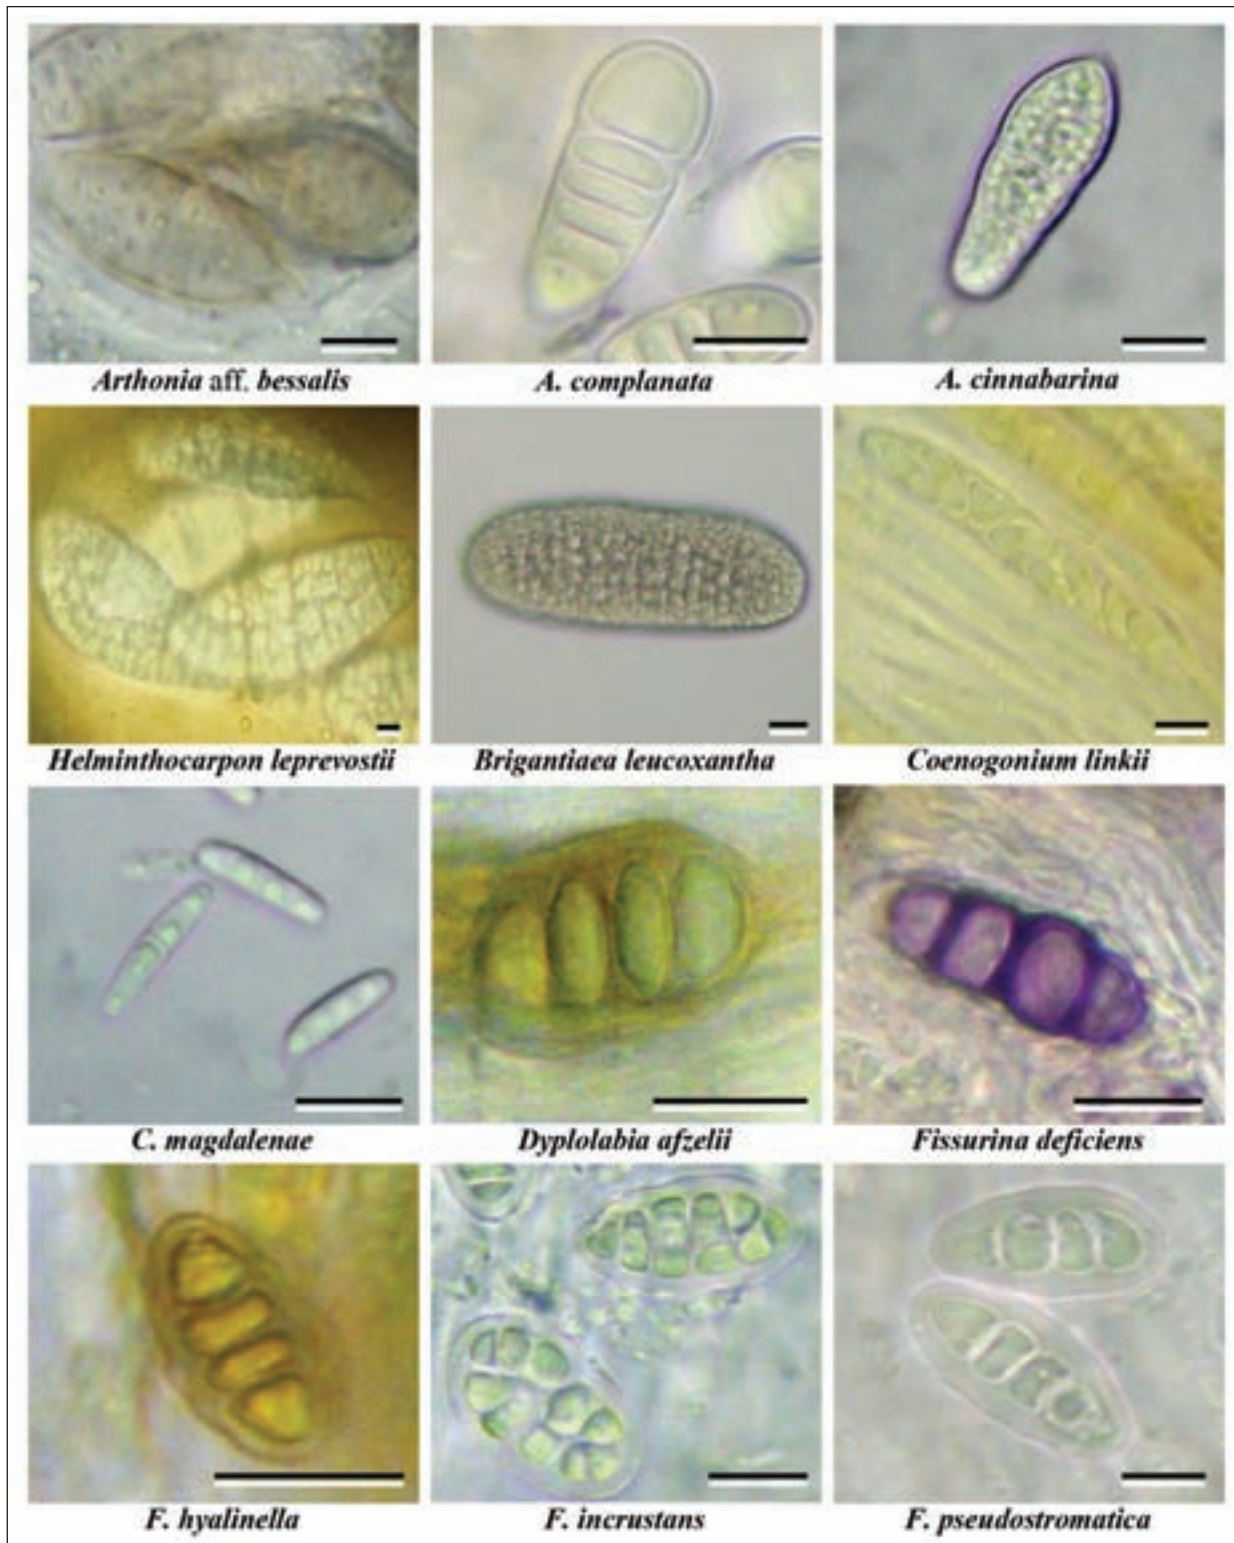 Arthonia aff. bessalis
A. complanata
A. cinnabarina
Helminthocarpon leprevostii
Brigantiaea leucoxantha
Coenogonium linkii
C. magdalenae
Dyplolabia afzelii
Fissurina deficiens
F. hyalinella
F. incrustans
F. pseudostromatica